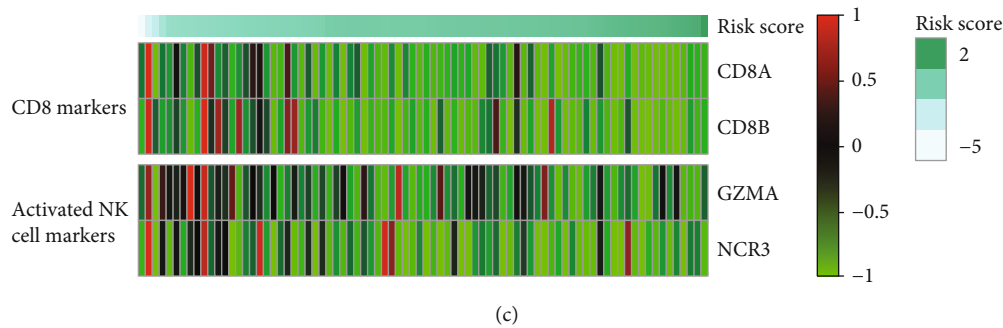 Risk score
CD8 markers
CD8A
CD8B
Activated NK
cell markers
GZMA
NCR3
1
0.5
0
−0.5
−1
Risk score
2
−5
(c)